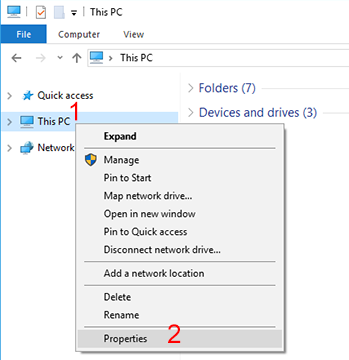 This PC
File Computer View
This PC
Quick access
Folders (7)
1
Devices and drives (3)
This PC
Network
Expand
Manage
Pin to Start
Map network drive...
Open in new window
Pin to Quick access
Disconnect network drive...
Add a network location
Delete
Rename
Properties 2